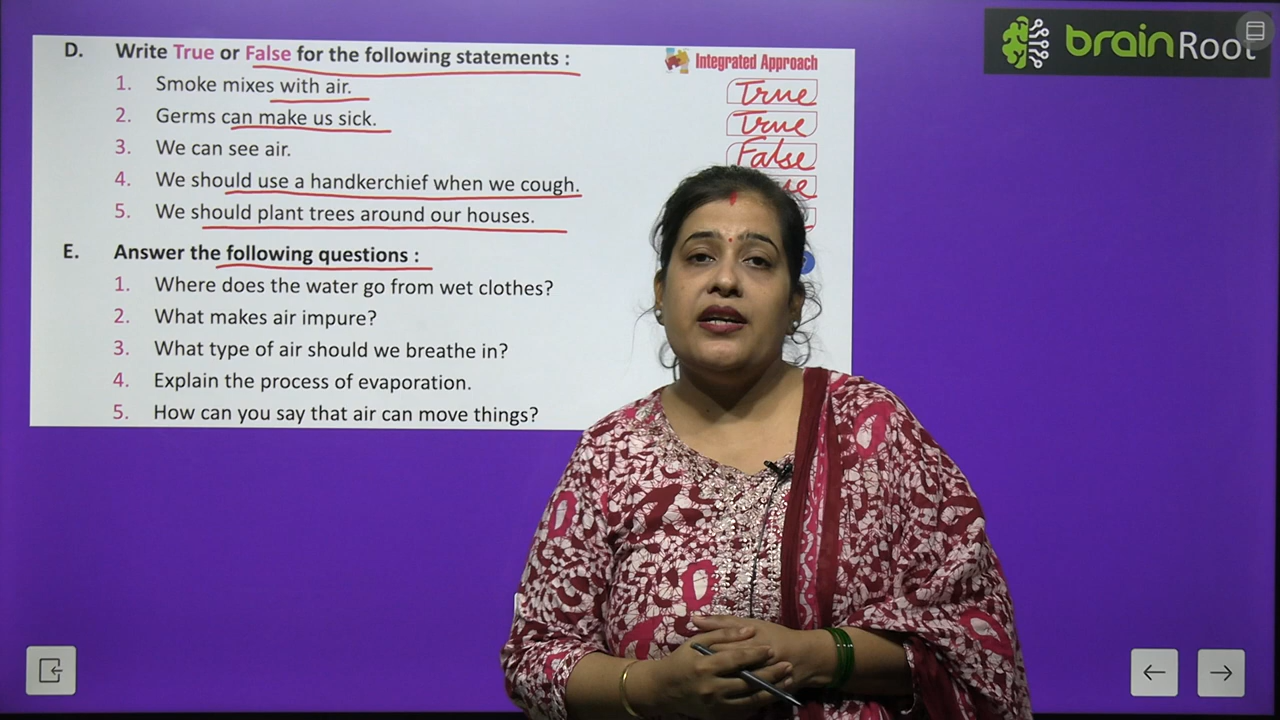 brain Root
D. Write True or False for the following statements :
Integrated Approach
1. Smoke mixes with air. True
2. Germs can make us sick. True
3. We can see air. False
4. We should use a handkerchief when we cough.
5. We should plant trees around our houses.
E. Answer the following questions :
1. Where does the water go from wet clothes?
2. What makes air impure?
3. What type of air should we breathe in?
4. Explain the process of evaporation.
5. How can you say that air can move things?